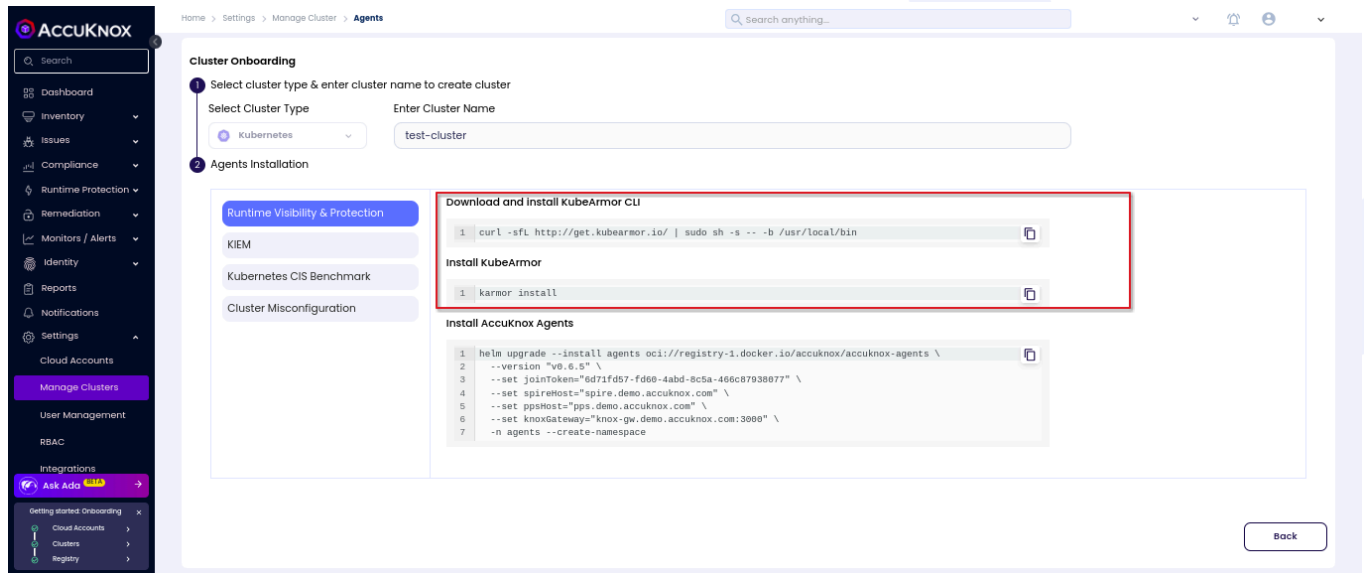 ACCUKNOX
Home > Settings > Manage Cluster > Agents
Search anything...
Search
Dashboard
Inventory
Issues
Compliance
Runtime Protection
Remediation
Monitors / Alerts
Identity
Reports
Notifications
Settings
Cloud Accounts
Manage Clusters
User Management
RBAC
Integrations
Ask Ada BETA
Getting started: Onboarding x
Cloud Accounts
Clusters
Registry
Cluster Onboarding
1 Select cluster type & enter cluster name to create cluster
Select Cluster Type
Enter Cluster Name
Kubernetes
test-cluster
2 Agents Installation
Runtime Visibility & Protection
KIEM
Kubernetes CIS Benchmark
Cluster Misconfiguration
Download and install KubeArmor CLI
1 curl -sfL http://get.kubearmor.io/ | sudo sh -s -- -b /usr/local/bin
Install KubeArmor
1 karmor install
Install AccuKnox Agents
1 helm upgrade --install agents oci://registry-1.docker.io/accuknox/accuknox-agents \
2 --version "v0.6.5" \
3 --set joinToken="6d71fd57-fd60-4abd-8c5a-466c87938077" \
4 --set spireHost="spire.demo.accuknox.com" \
5 --set ppsHost="pps.demo.accuknox.com" \
6 --set knoxGateway="knox-gw.demo.accuknox.com:3000" \
7 -n agents --create-namespace
Back